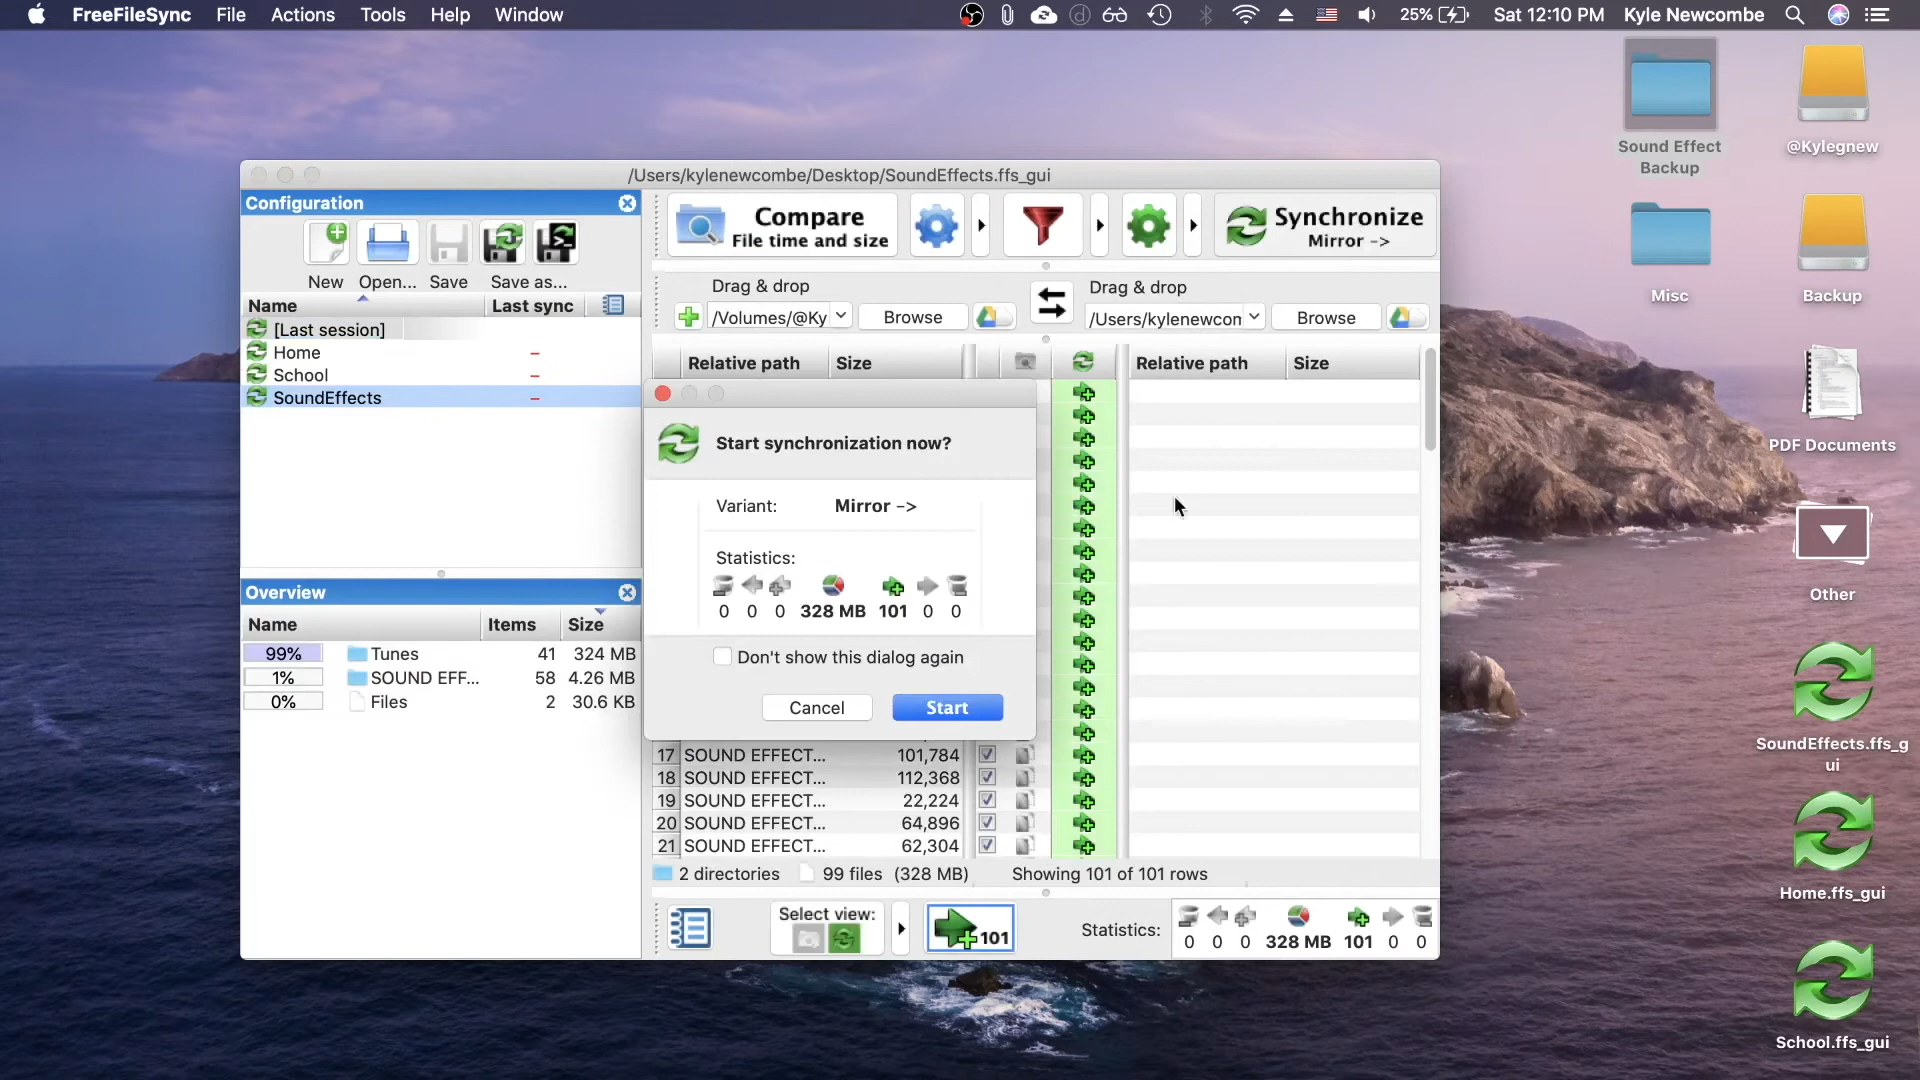 FreeFileSync File Actions Tools Help Window 25% Sat 12:10 PM Kyle Newcombe
Sound Effect
Backup
@Kylegnew
Misc
Backup
PDF Documents
Other
SoundEffects.ffs_g
ui
Home.ffs_gui
School.ffs_gui
/Users/kylenewcombe/Desktop/SoundEffects.ffs_gui
Configuration
New Open... Save Save as...
Name Last sync
[Last session]
Home –
School –
SoundEffects –
Overview
Name Items Size
99% Tunes 41 324 MB
1% SOUND EFF... 58 4.26 MB
0% Files 2 30.6 KB
Compare
File time and size
Synchronize
Mirror ->
Drag & drop
/Volumes/@Ky Browse
Drag & drop
/Users/kylenewcon Browse
Relative path Size
Relative path Size
Start synchronization now?
Variant: Mirror ->
Statistics:
0 0 0 328 MB 101 0 0
Don't show this dialog again
Cancel Start
17 SOUND EFFECT... 101,784
18 SOUND EFFECT... 112,368
19 SOUND EFFECT... 22,224
20 SOUND EFFECT... 64,896
21 SOUND EFFECT... 62,304
2 directories 99 files (328 MB) Showing 101 of 101 rows
Select view:
101
Statistics:
0 0 0 328 MB 101 0 0